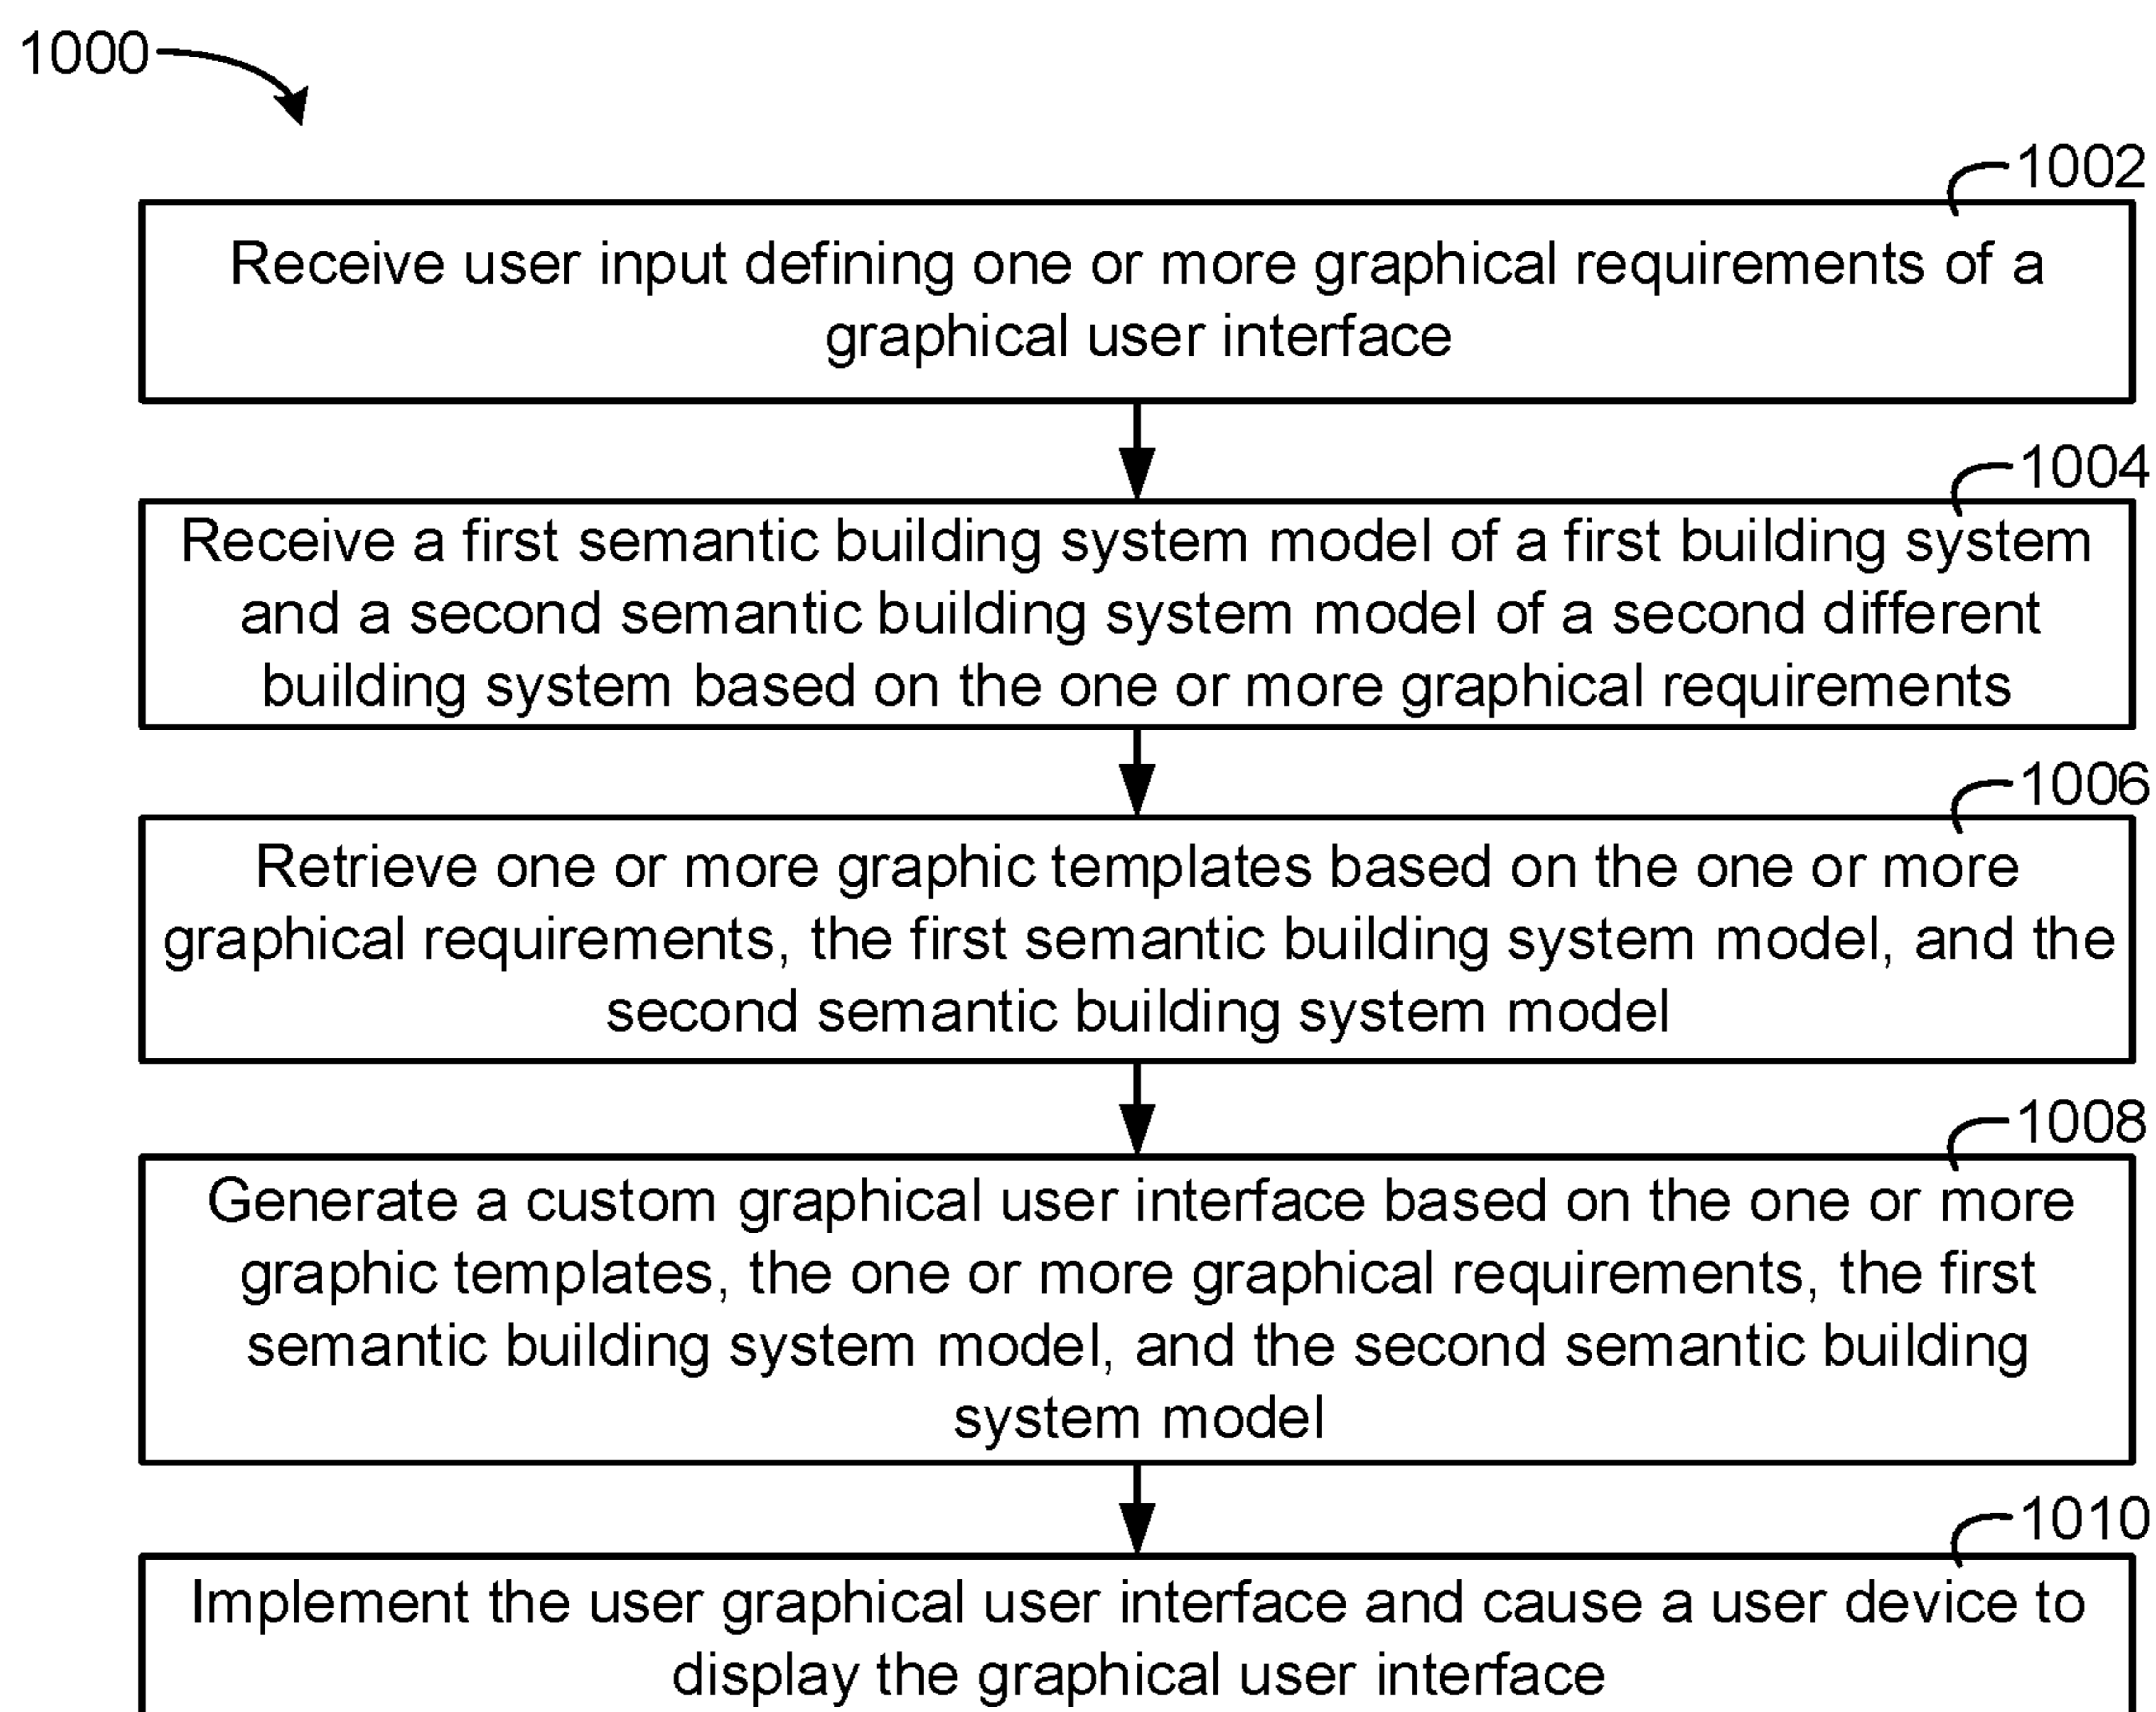 1000
1002
Receive user input defining one or more graphical requirements of a
graphical user interface
1004
Receive a first semantic building system model of a first building system
and a second semantic building system model of a second different
building system based on the one or more graphical requirements
1006
Retrieve one or more graphic templates based on the one or more
graphical requirements, the first semantic building system model, and the
second semantic building system model
1008
Generate a custom graphical user interface based on the one or more
graphic templates, the one or more graphical requirements, the first
semantic building system model, and the second semantic building
system model
1010
Implement the user graphical user interface and cause a user device to
display the graphical user interface